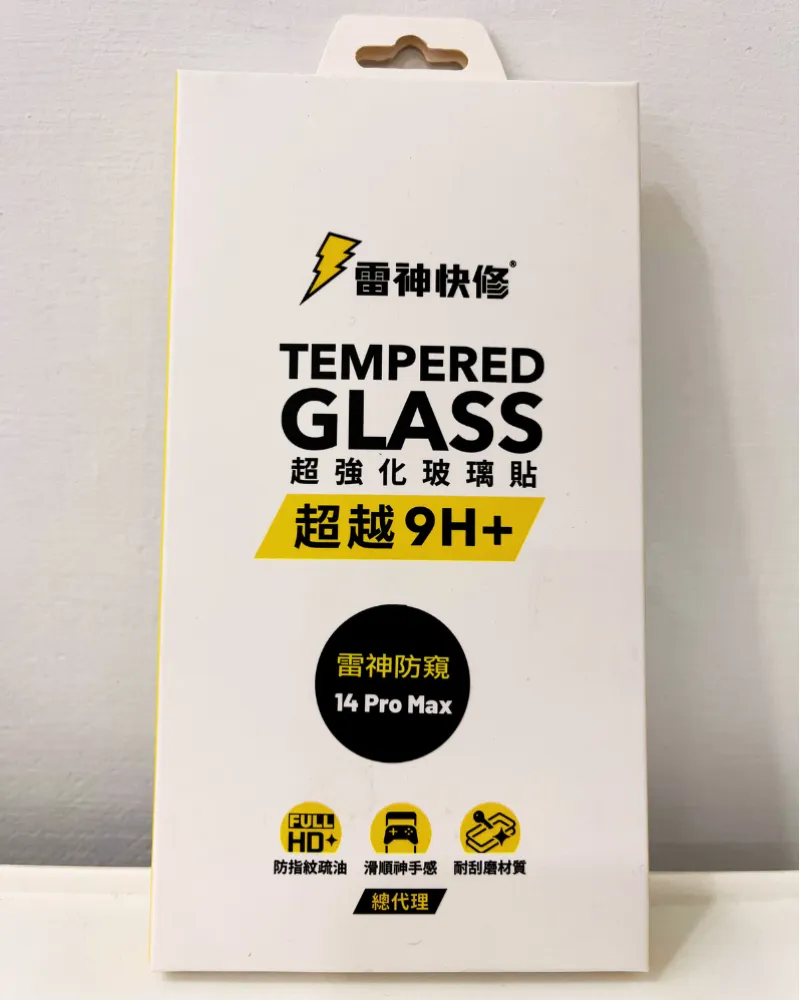 雷神快修®
TEMPERED
GLASS
超強化玻璃貼
超越9H+
雷神防窺
14 Pro Max
FULL
HD+
防指紋疏油 滑順神手感 耐刮磨材質
總代理